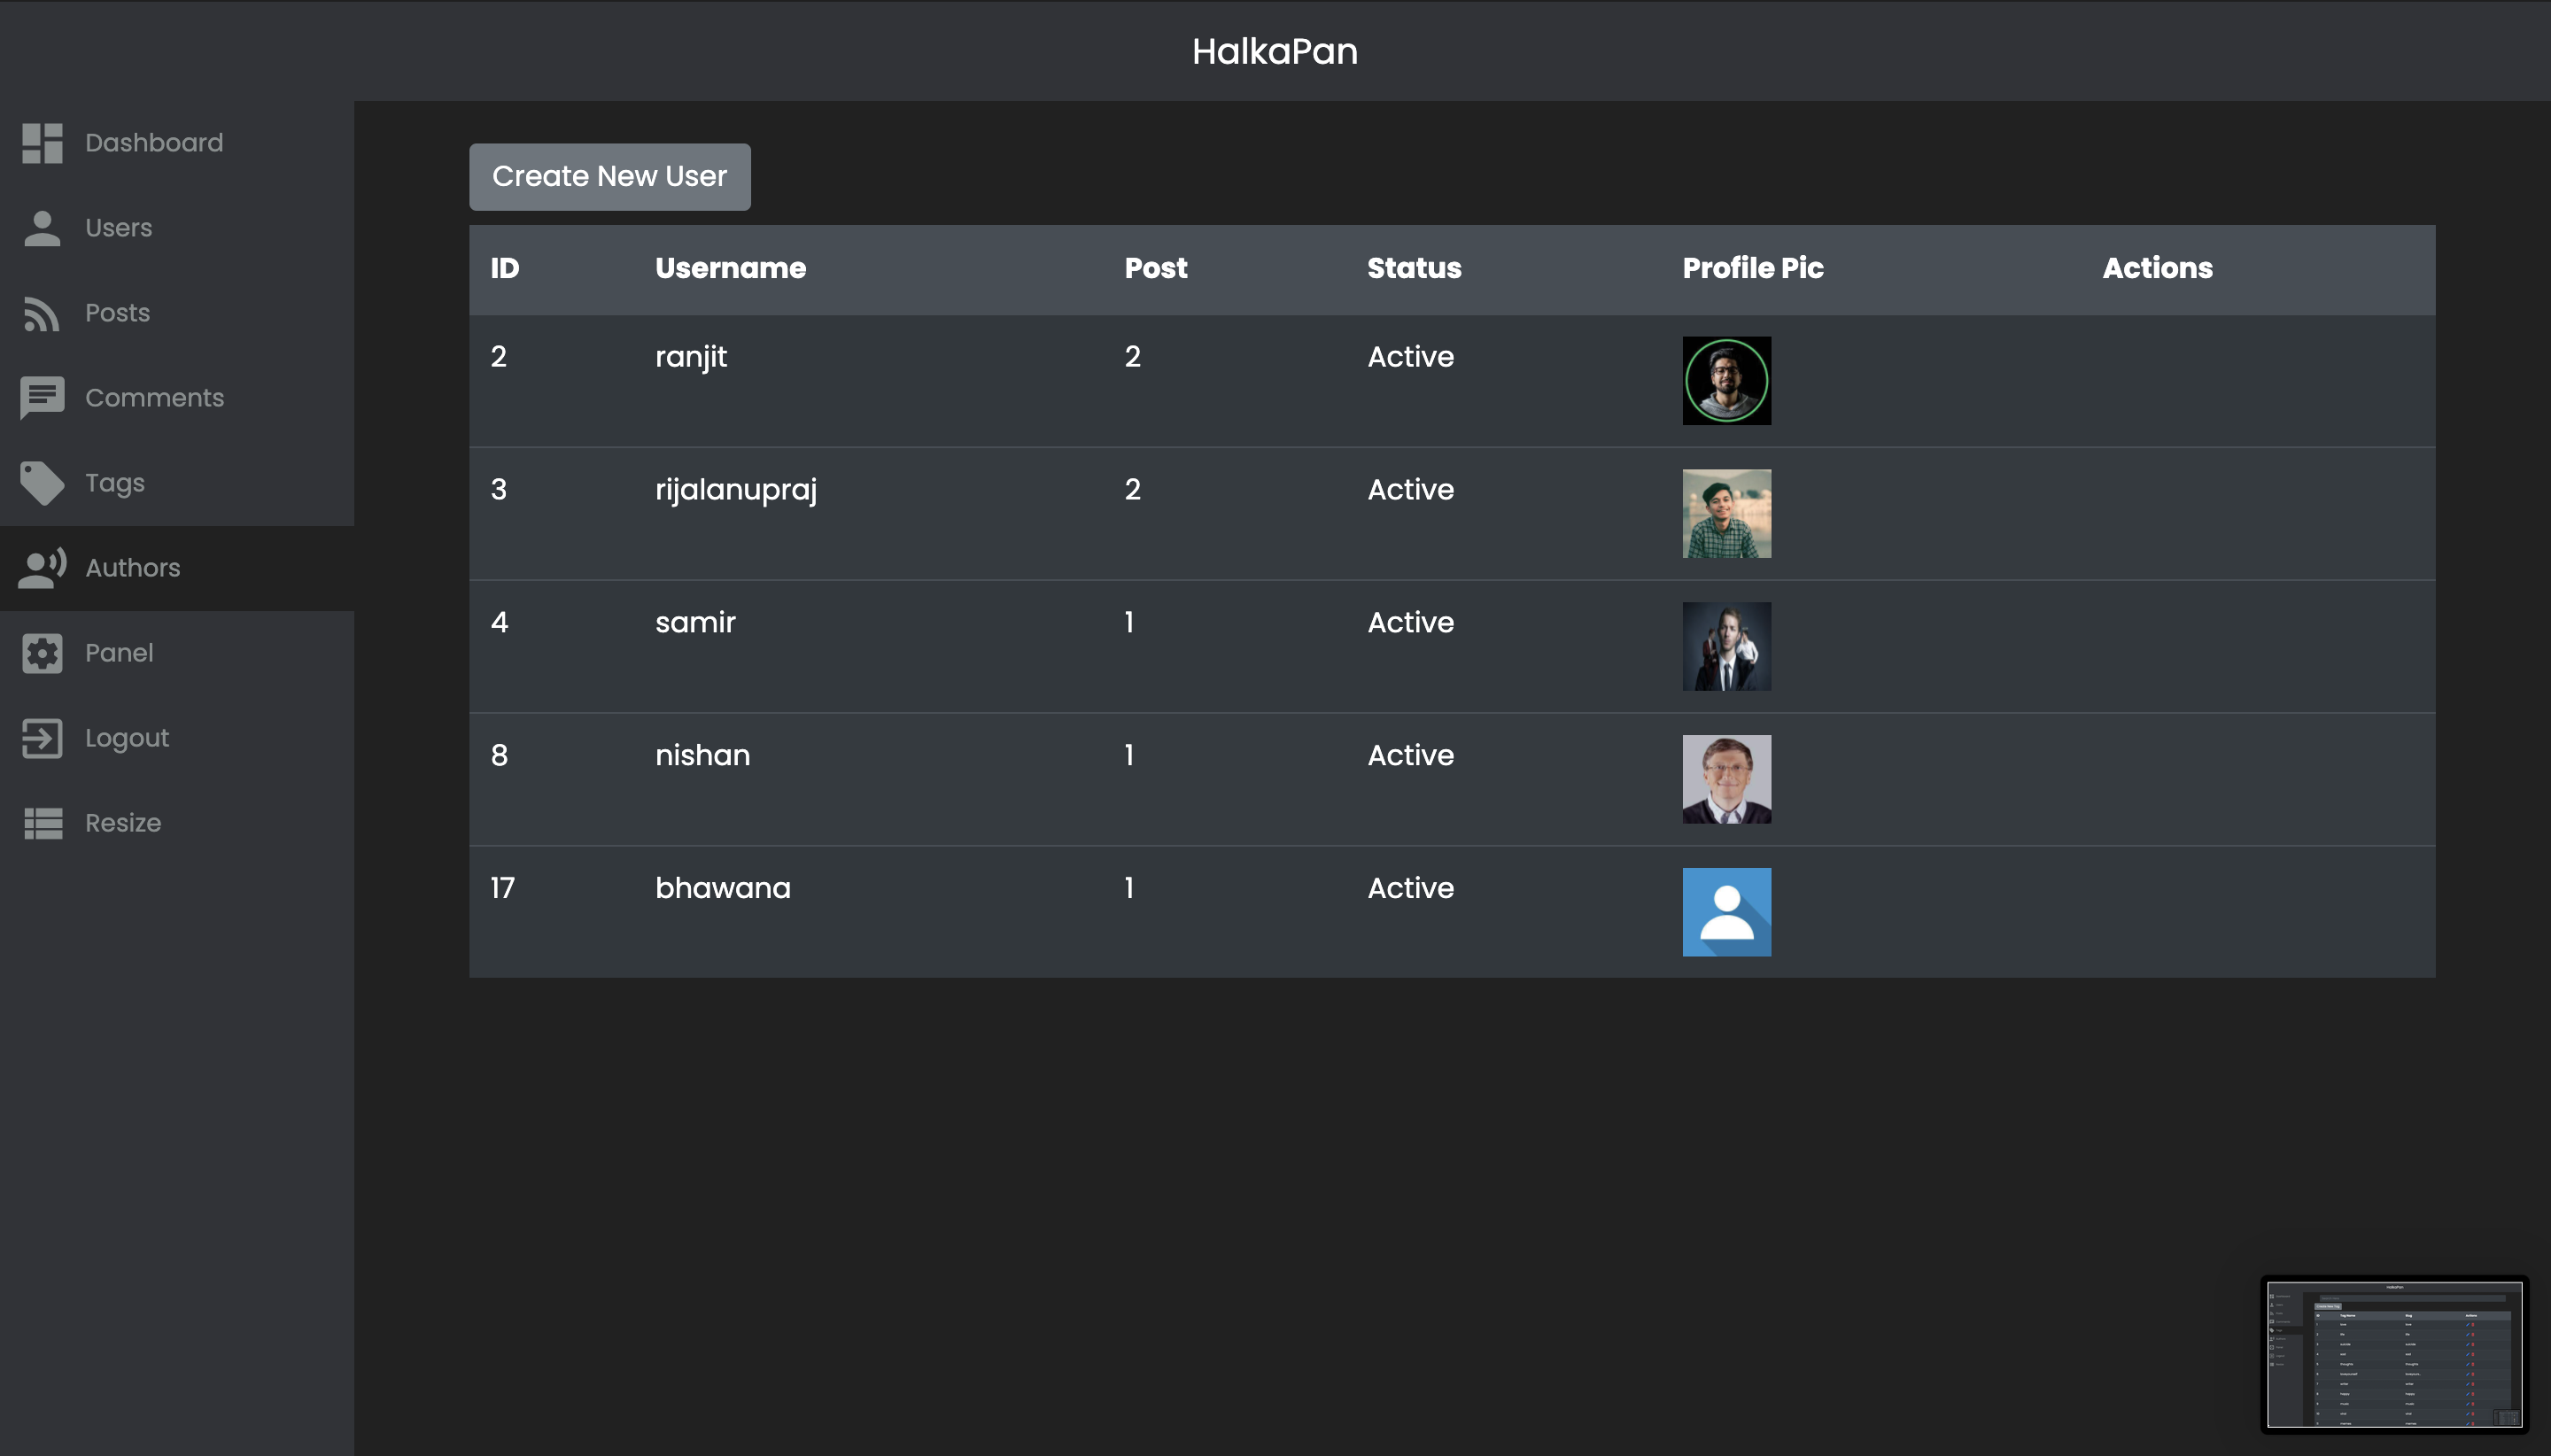 HalkaPan
Dashboard
Users
Posts
Comments
Tags
Authors
Panel
Logout
Resize
Create New User
ID Username Post Status Profile Pic Actions
2 ranjit 2 Active
3 rijalanupraj 2 Active
4 samir 1 Active
8 nishan 1 Active
17 bhawana 1 Active